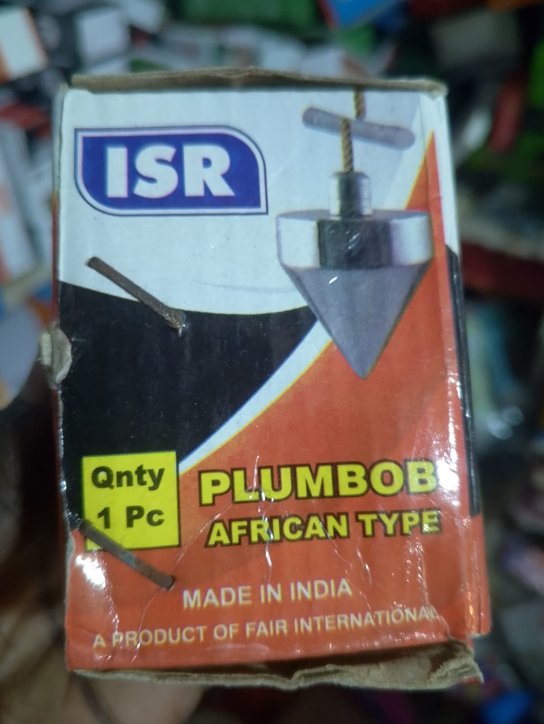 ISR
Qnty
1 Pc
PLUMBOB
AFRICAN TYPE
MADE IN INDIA
A PRODUCT OF FAIR INTERNATIONAL